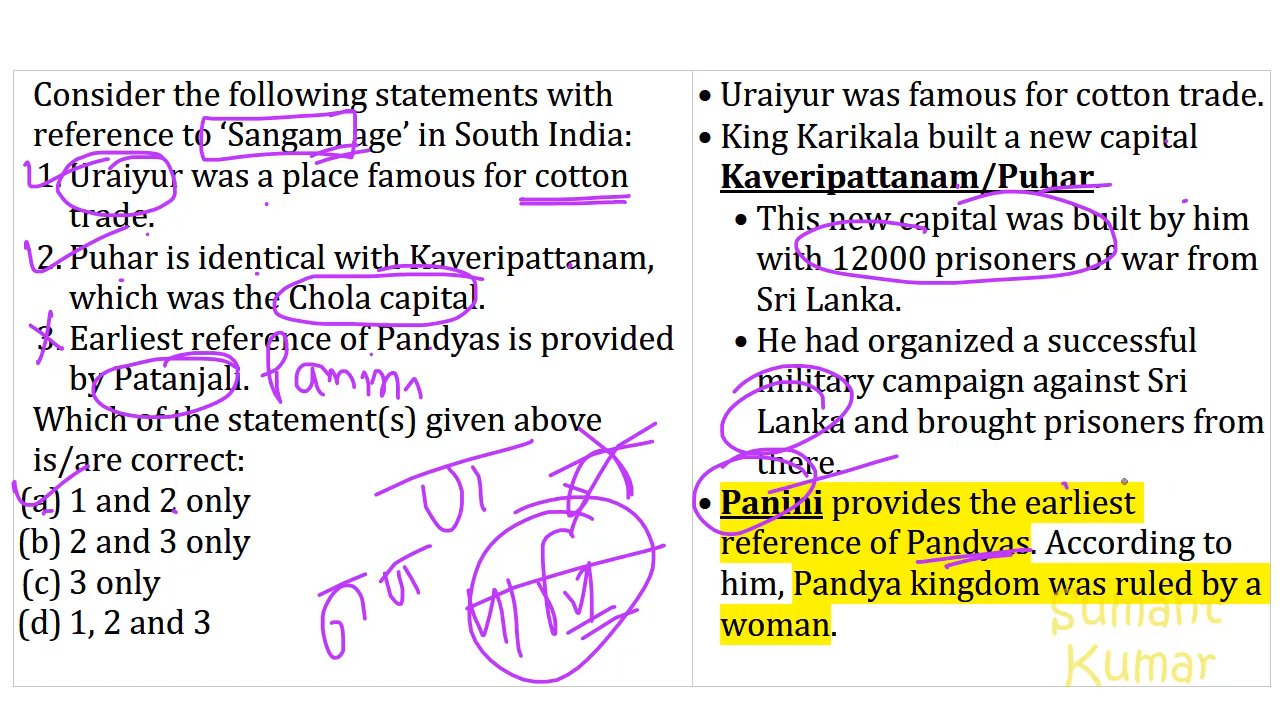 Consider the following statements with
reference to ‘Sangam age’ in South India:
1. Uraiyur was a place famous for cotton
trade.
2. Puhar is identical with Kaveripattanam,
which was the Chola capital.
3. Earliest reference of Pandyas is provided
by Patanjali.
Which of the statement(s) given above
is/are correct:
(a) 1 and 2 only
(b) 2 and 3 only
(c) 3 only
(d) 1, 2 and 3
• Uraiyur was famous for cotton trade.
• King Karikala built a new capital
Kaveripattanam/Puhar
• This new capital was built by him
with 12000 prisoners of war from
Sri Lanka.
• He had organized a successful
military campaign against Sri
Lanka and brought prisoners from
there.
• Panini provides the earliest
reference of Pandyas. According to
him, Pandya kingdom was ruled by a
woman.
Sumant
Kumar